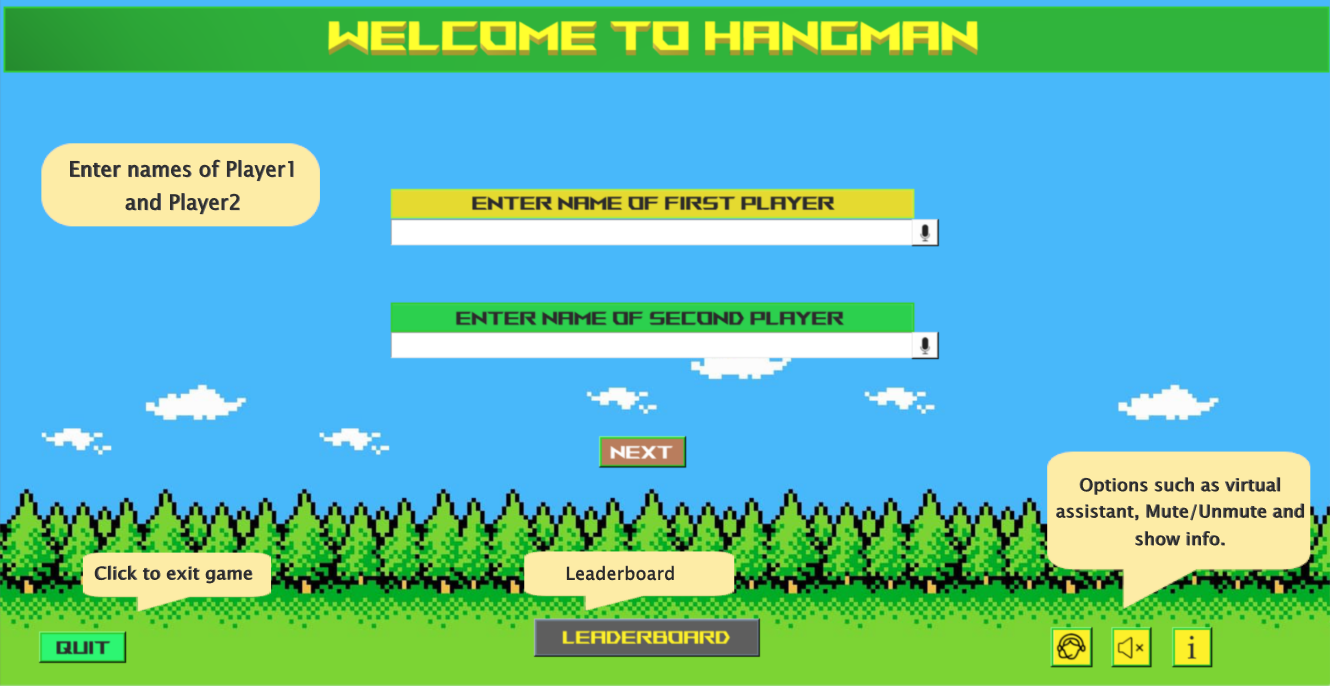 WELCOME TO HANGMAN
Enter names of Player1
and Player2
ENTER NAME OF FIRST PLAYER
ENTER NAME OF SECOND PLAYER
NEXT
Options such as virtual
assistant, Mute/Unmute and
show info.
Click to exit game
Leaderboard
QUIT
LEADERBOARD
i